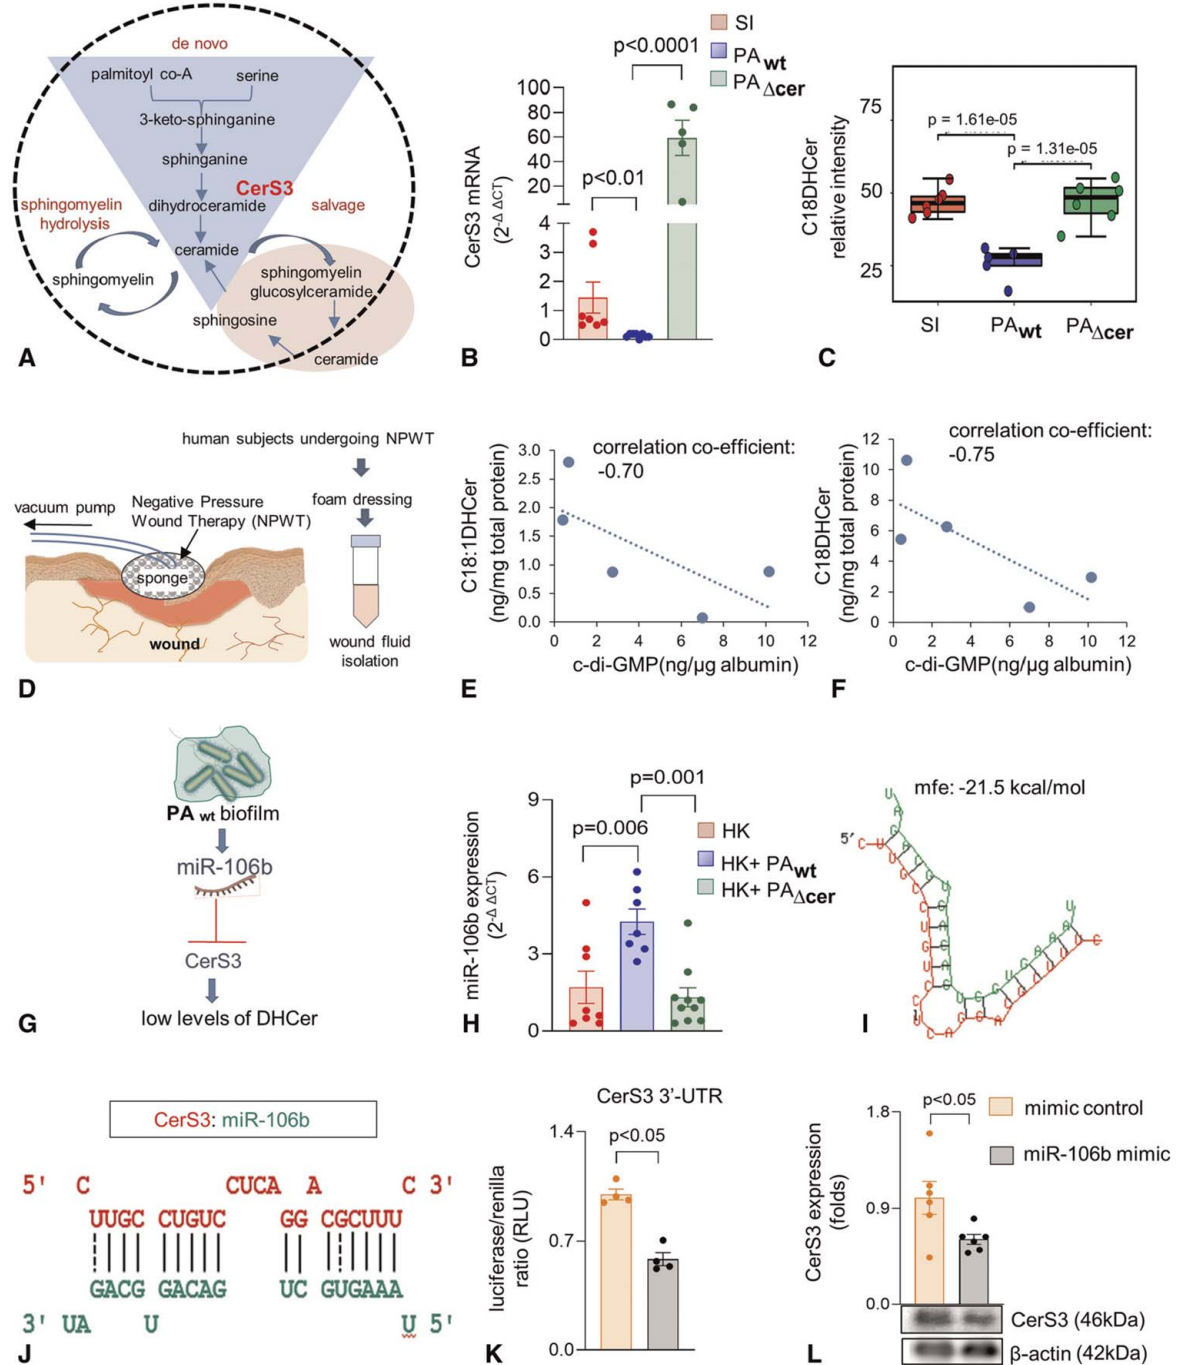 de novo
palmitoyl co-A
serine
3-keto-sphinganine
sphinganine
CerS3
sphingomyelin
hydrolysis
dihydroceramide
salvage
ceramide
sphingomyelin
sphingomyelin
glucosylceramide
sphingosine
ceramide
A
SI
PA wt
PA Δcer
p<0.0001
p<0.01
CerS3 mRNA
(2-Δ ΔCT)
100
80
60
40
20
4
3
2
1
0
B
C18DHCer
relative intensity
75
50
25
p = 1.61e-05
p = 1.31e-05
SI
PAwt
PAΔcer
C
human subjects undergoing NPWT
foam dressing
vacuum pump
Negative Pressure
Wound Therapy (NPWT)
sponge
wound
wound fluid
isolation
D
correlation co-efficient:
-0.70
C18:1DHCer
(ng/mg total protein)
3.0
2.5
2.0
1.5
1.0
0.5
0.0
0 2 4 6 8 10 12
c-di-GMP(ng/µg albumin)
E
correlation co-efficient:
-0.75
C18DHCer
(ng/mg total protein)
12
10
8
6
4
2
0
0 2 4 6 8 10 12
c-di-GMP(ng/µg albumin)
F
PA wt biofilm
miR-106b
CerS3
low levels of DHCer
G
p=0.001
p=0.006
HK
HK+ PAwt
HK+ PAΔcer
miR-106b expression
(2-Δ ΔCT)
9
6
3
0
H
mfe: -21.5 kcal/mol
5'
I
CerS3: miR-106b
5' C CUCA A C 3'
UUGC CUGUC GG CGCUUU
GACG GACAG UC GUGAAA
3' UA U U 5'
J
CerS3 3'-UTR
p<0.05
luciferase/renilla
ratio (RLU)
1.4
0.7
0.0
K
p<0.05
mimic control
miR-106b mimic
CerS3 expression
(folds)
1.8
0.9
0.0
CerS3 (46kDa)
β-actin (42kDa)
L